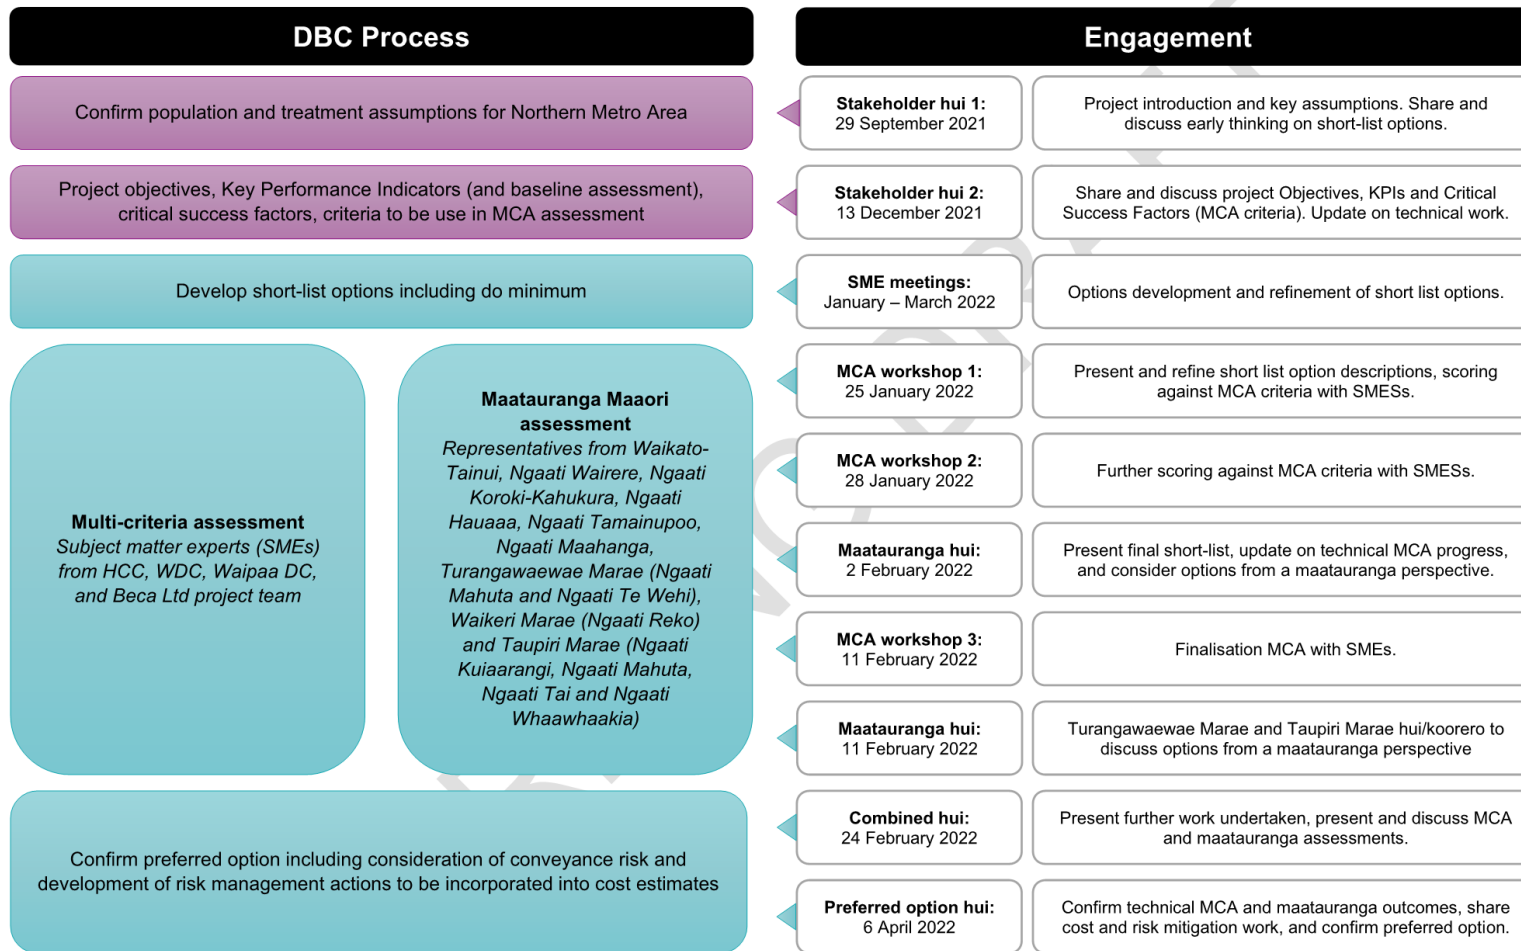 DBC Process
Confirm population and treatment assumptions for Northern Metro Area
Project objectives, Key Performance Indicators (and baseline assessment),
critical success factors, criteria to be use in MCA assessment
Develop short-list options including do minimum
Multi-criteria assessment
Subject matter experts (SMEs)
from HCC, WDC, Waipaa DC,
and Beca Ltd project team
Maatauranga Maaori
assessment
Representatives from Waikato-
Tainui, Ngaati Wairere, Ngaati
Koroki-Kahukura, Ngaati
Hauaaa, Ngaati Tamainupoo,
Ngaati Maahanga,
Turangawaewae Marae (Ngaati
Mahuta and Ngaati Te Wehi),
Waikeri Marae (Ngaati Reko)
and Taupiri Marae (Ngaati
Kuiaarangi, Ngaati Mahuta,
Ngaati Tai and Ngaati
Whaawhaakia)
Confirm preferred option including consideration of conveyance risk and
development of risk management actions to be incorporated into cost estimates
Engagement
Stakeholder hui 1:
29 September 2021
Project introduction and key assumptions. Share and
discuss early thinking on short-list options.
Stakeholder hui 2:
13 December 2021
Share and discuss project Objectives, KPIs and Critical
Success Factors (MCA criteria). Update on technical work.
SME meetings:
January – March 2022
Options development and refinement of short list options.
MCA workshop 1:
25 January 2022
Present and refine short list option descriptions, scoring
against MCA criteria with SMESs.
MCA workshop 2:
28 January 2022
Further scoring against MCA criteria with SMESs.
Maatauranga hui:
2 February 2022
Present final short-list, update on technical MCA progress,
and consider options from a maatauranga perspective.
MCA workshop 3:
11 February 2022
Finalisation MCA with SMEs.
Maatauranga hui:
11 February 2022
Turangawaewae Marae and Taupiri Marae hui/koorero to
discuss options from a maatauranga perspective
Combined hui:
24 February 2022
Present further work undertaken, present and discuss MCA
and maatauranga assessments.
Preferred option hui:
6 April 2022
Confirm technical MCA and maatauranga outcomes, share
cost and risk mitigation work, and confirm preferred option.